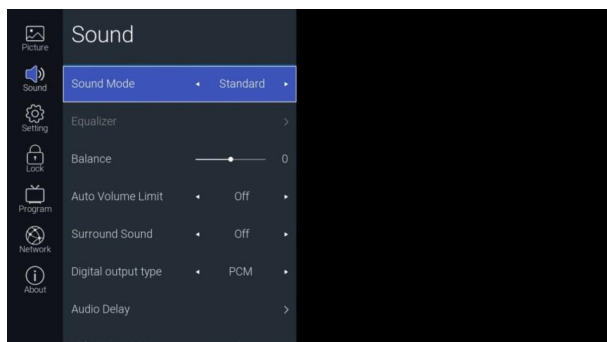 Sound
Picture
Sound
Setting
Lock
Program
Network
About
Sound Mode Standard
Equalizer
Balance 0
Auto Volume Limit Off
Surround Sound Off
Digital output type PCM
Audio Delay